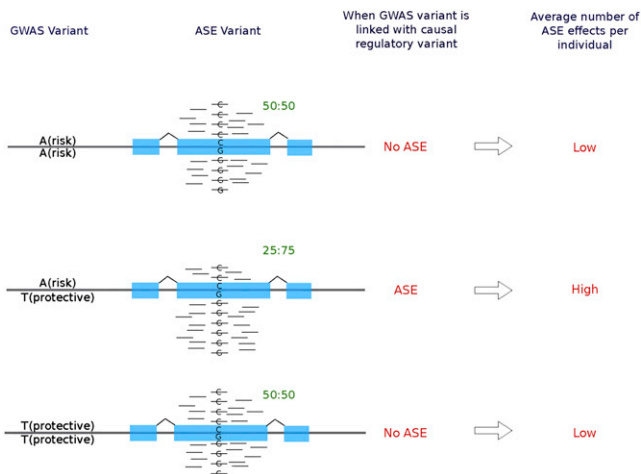 GWAS Variant
ASE Variant
When GWAS variant is
linked with causal
regulatory variant
Average number of
ASE effects per
individual
50:50
C
C
C
C
C
G
G
G
G
G
A(risk)
A(risk)
No ASE
Low
25:75
C
C
C
G
G
G
G
G
G
G
A(risk)
T(protective)
ASE
High
50:50
C
C
C
C
C
G
G
G
G
T(protective)
T(protective)
No ASE
Low